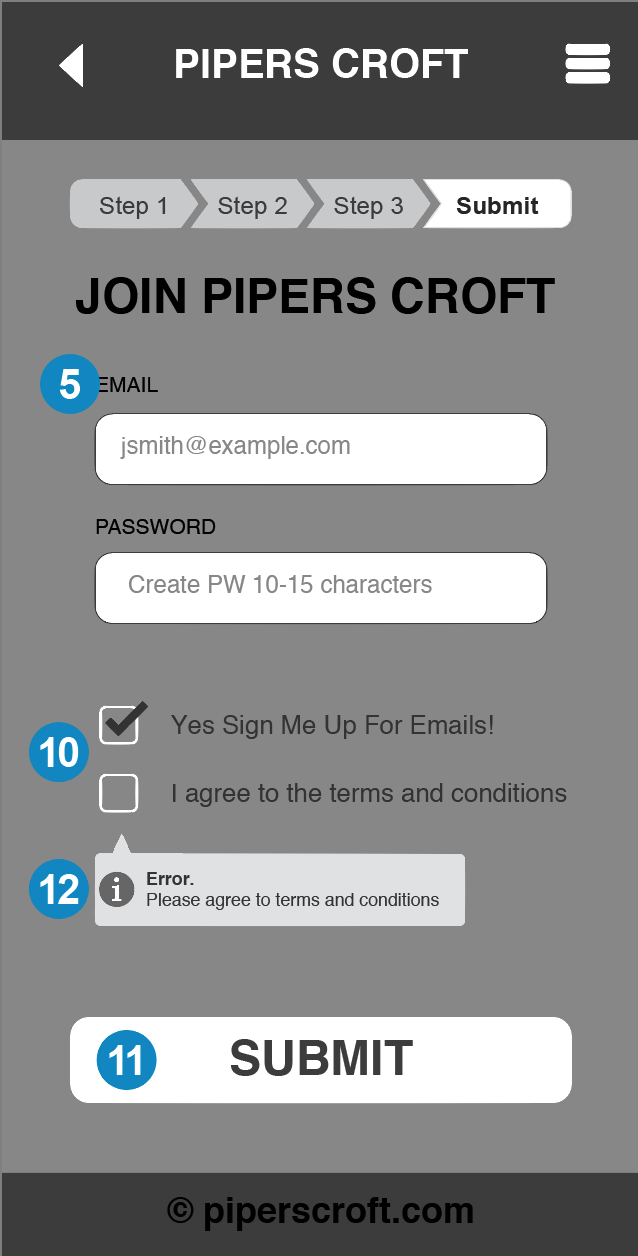 PIPERS CROFT
Step 1 Step 2 Step 3 Submit
JOIN PIPERS CROFT
5 EMAIL
jsmith@example.com
PASSWORD
Create PW 10-15 characters
Yes Sign Me Up For Emails!
10
I agree to the terms and conditions
12
Error.
Please agree to terms and conditions
11 SUBMIT
© piperscroft.com